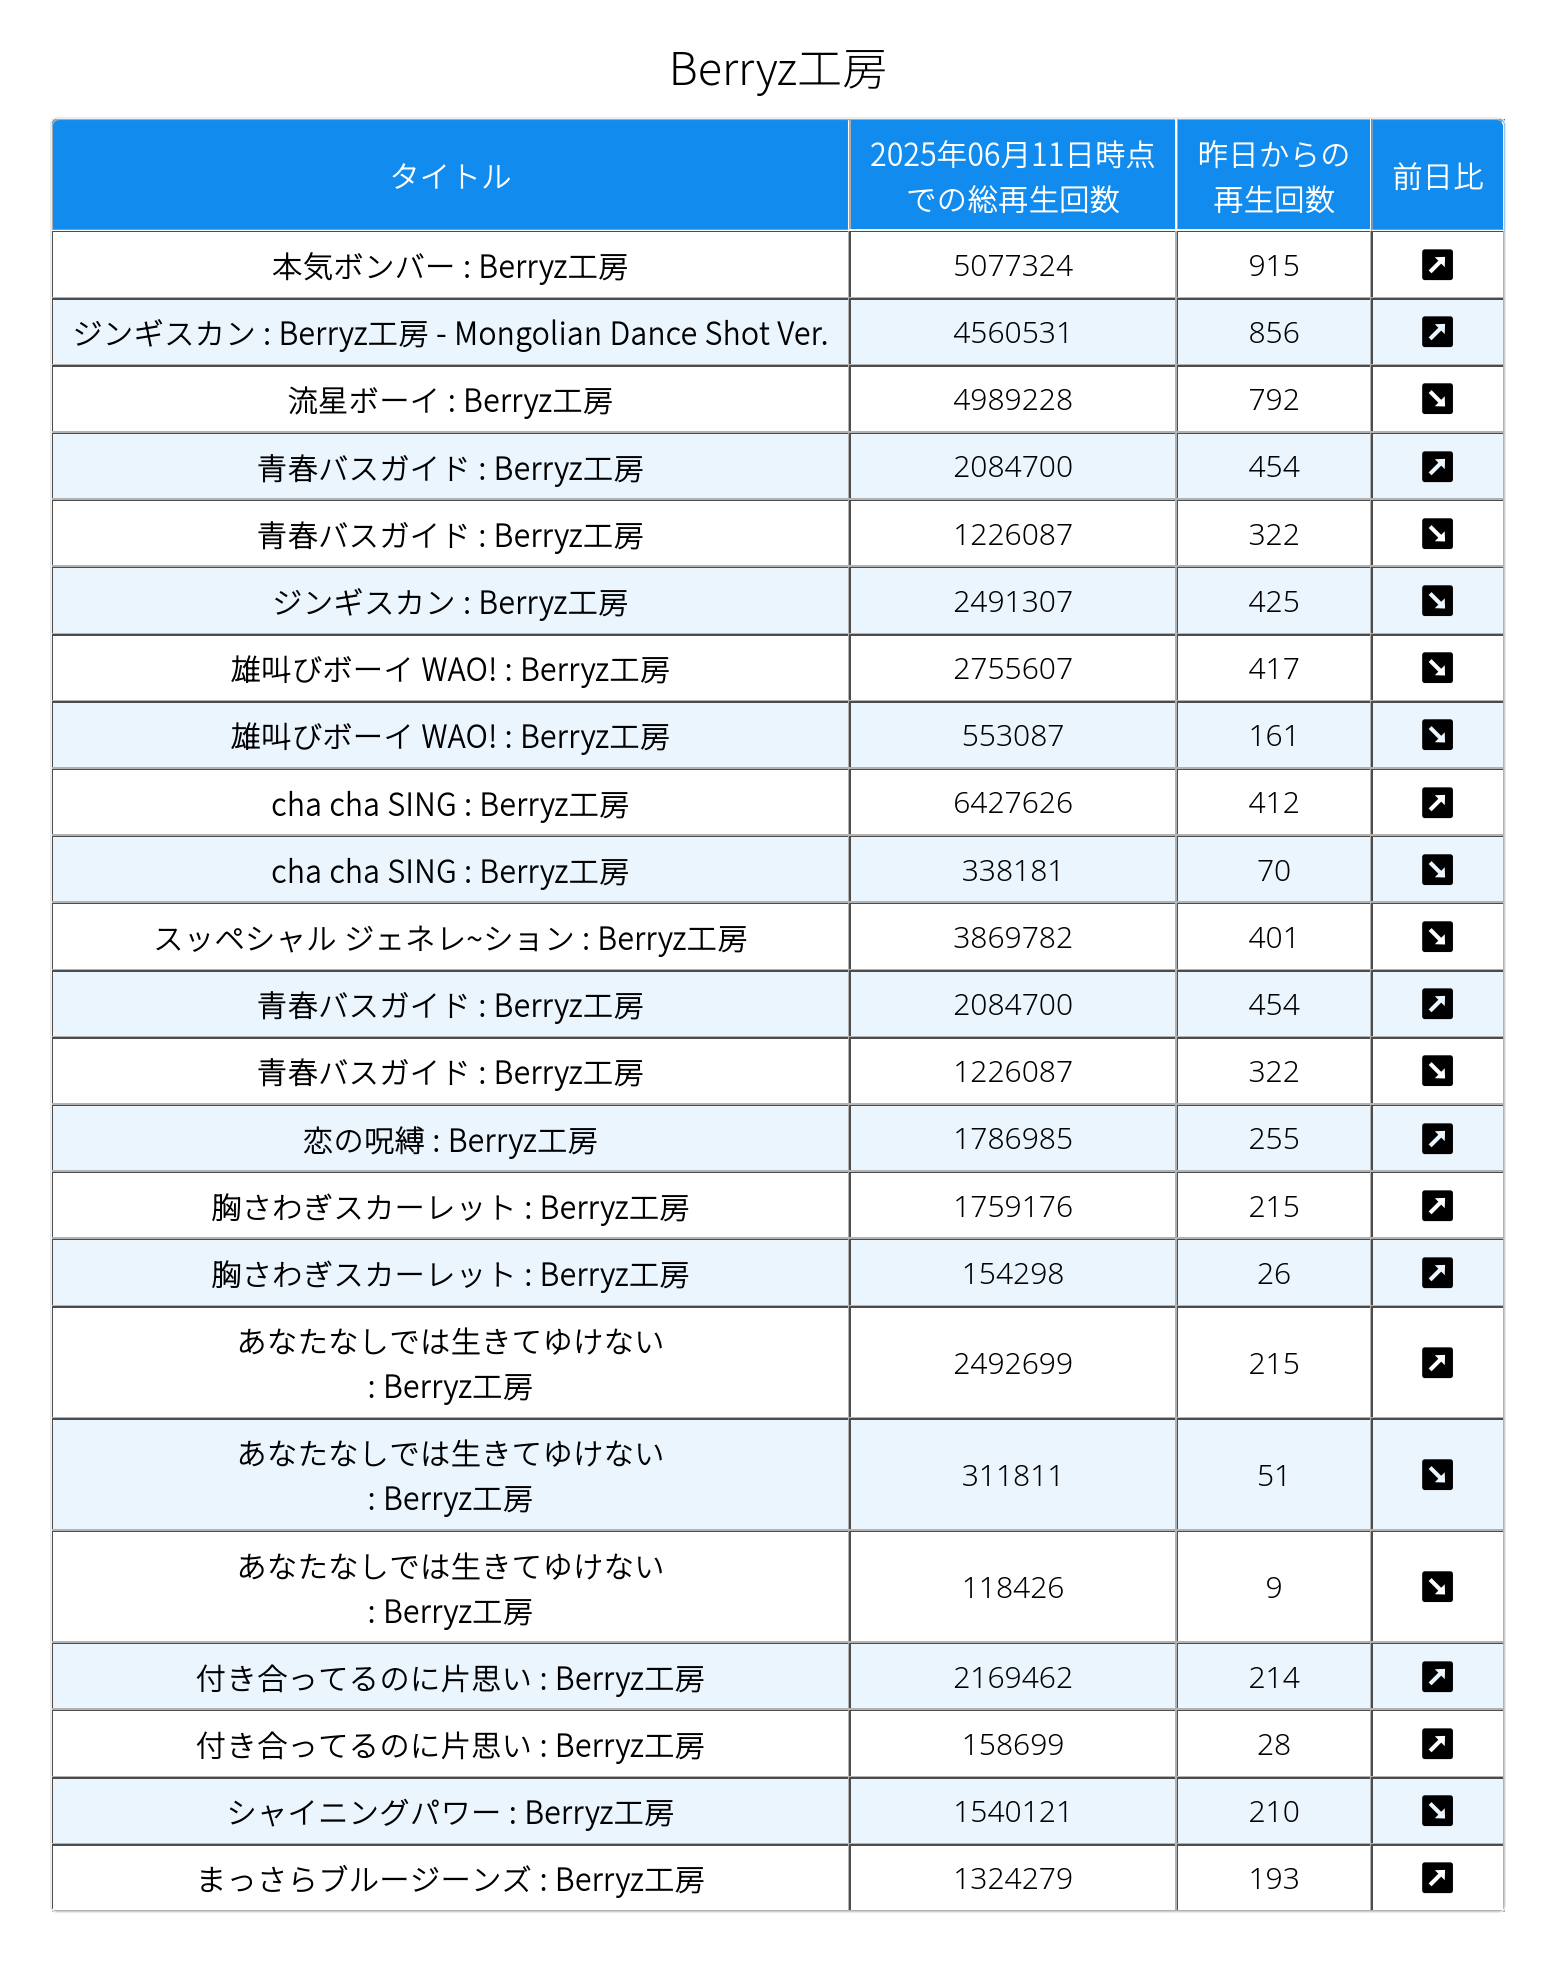 Berryz工房
タイトル 2025年06月11日時点 昨日からの 前日比
での総再生回数 再生回数
本気ボンバー : Berryz工房 5077324 915
ジンギスカン : Berryz工房 - Mongolian Dance Shot Ver. 4560531 856
流星ボーイ : Berryz工房 4989228 792
青春バスガイド : Berryz工房 2084700 454
青春バスガイド : Berryz工房 1226087 322
ジンギスカン : Berryz工房 2491307 425
雄叫びボーイ WAO! : Berryz工房 2755607 417
雄叫びボーイ WAO! : Berryz工房 553087 161
cha cha SING : Berryz工房 6427626 412
cha cha SING : Berryz工房 338181 70
スッペシャル ジェネレ~ション : Berryz工房 3869782 401
青春バスガイド : Berryz工房 2084700 454
青春バスガイド : Berryz工房 1226087 322
恋の呪縛 : Berryz工房 1786985 255
胸さわぎスカーレット : Berryz工房 1759176 215
胸さわぎスカーレット : Berryz工房 154298 26
あなたなしでは生きてゆけない
: Berryz工房 2492699 215
あなたなしでは生きてゆけない
: Berryz工房 311811 51
あなたなしでは生きてゆけない
: Berryz工房 118426 9
付き合ってるのに片思い : Berryz工房 2169462 214
付き合ってるのに片思い : Berryz工房 158699 28
シャイニングパワー : Berryz工房 1540121 210
まっさらブルージーンズ : Berryz工房 1324279 193